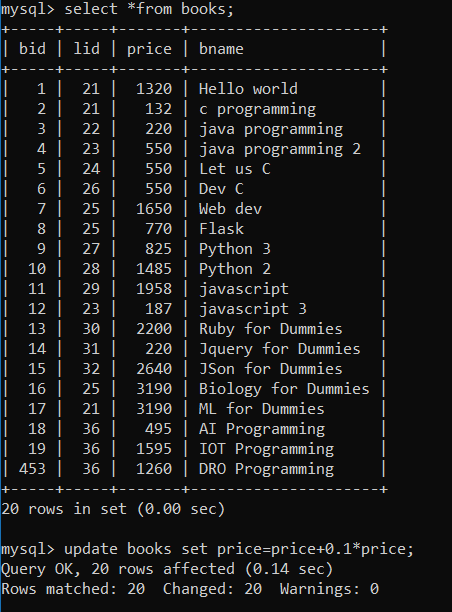 mysql> select *from books;
+-----+-----+-------+---------------------+
| bid | lid | price | bname               |
+-----+-----+-------+---------------------+
|   1 |  21 |  1320 | Hello world         |
|   2 |  21 |   132 | c programming       |
|   3 |  22 |   220 | java programming    |
|   4 |  23 |   550 | java programming 2  |
|   5 |  24 |   550 | Let us C            |
|   6 |  26 |   550 | Dev C               |
|   7 |  25 |  1650 | Web dev             |
|   8 |  25 |   770 | Flask               |
|   9 |  27 |   825 | Python 3            |
|  10 |  28 |  1485 | Python 2            |
|  11 |  29 |  1958 | javascript          |
|  12 |  23 |   187 | javascript 3        |
|  13 |  30 |  2200 | Ruby for Dummies    |
|  14 |  31 |   220 | Jquery for Dummies  |
|  15 |  32 |  2640 | JSon for Dummies    |
|  16 |  25 |  3190 | Biology for Dummies |
|  17 |  21 |  3190 | ML for Dummies      |
|  18 |  36 |   495 | AI Programming      |
|  19 |  36 |  1595 | IOT Programming     |
| 453 |  36 |  1260 | DRO Programming     |
+-----+-----+-------+---------------------+
20 rows in set (0.00 sec)
mysql> update books set price=price+0.1*price;
Query OK, 20 rows affected (0.14 sec)
Rows matched: 20  Changed: 20  Warnings: 0